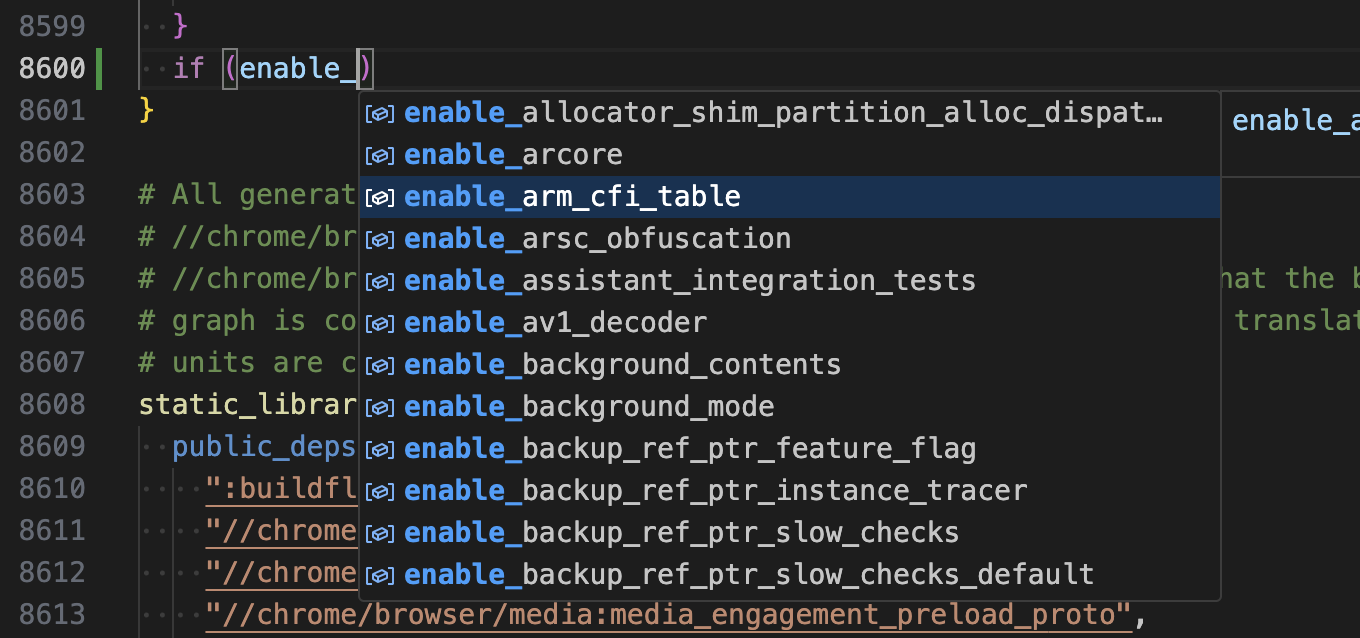 8599 }
8600 if (enable_)
8601 }
enable_allocator_shim_partition_alloc_dispat… enable_a
8602 enable_arcore
8603 # All generat enable_arm_cfi_table
8604 # //chrome/br enable_arsc_obfuscation
8605 # //chrome/br enable_assistant_integration_tests hat the b
8606 # graph is co enable_av1_decoder translat
8607 # units are c enable_background_contents
8608 static_librar enable_background_mode
8609 public_deps enable_backup_ref_ptr_feature_flag
8610 ":buildfl enable_backup_ref_ptr_instance_tracer
8611 "//chrome enable_backup_ref_ptr_slow_checks
8612 "//chrome enable_backup_ref_ptr_slow_checks_default
8613 "//chrome/browser/media:media_engagement_preload_proto",